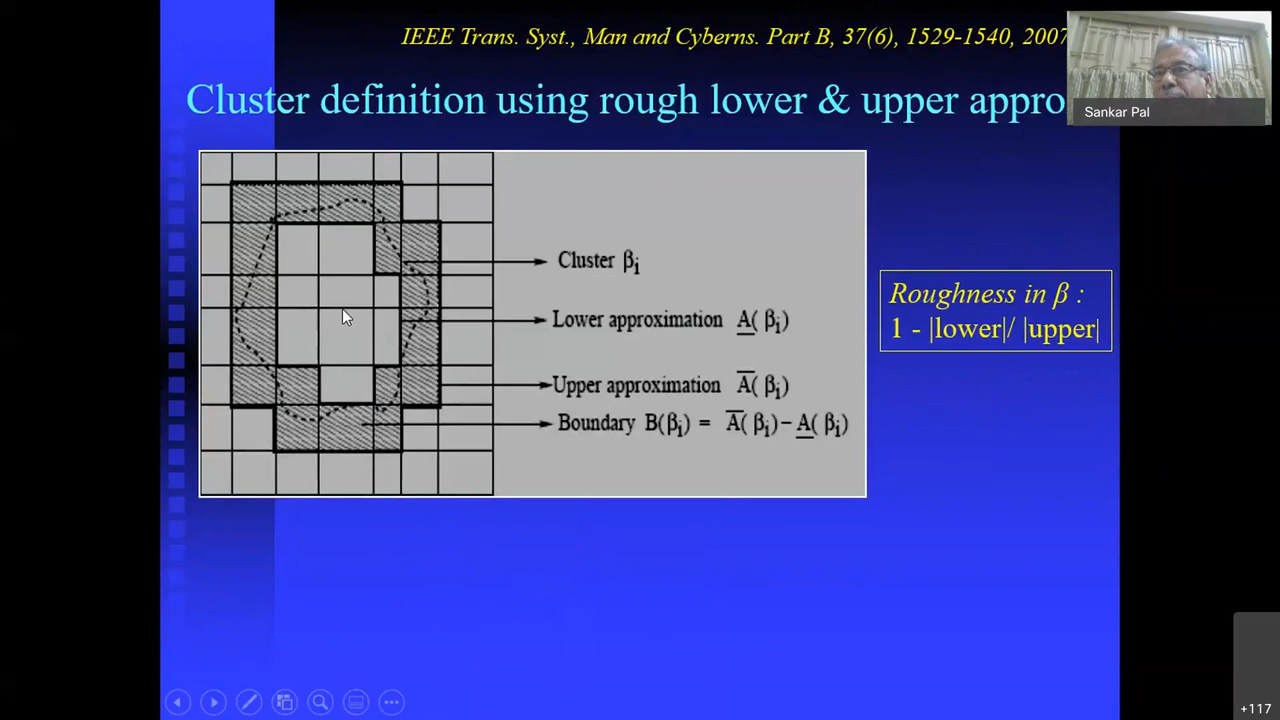 IEEE Trans. Syst., Man and Cyberns. Part B, 37(6), 1529-1540, 2007
Sankar Pal
Cluster definition using rough lower & upper appro
Cluster βi
Lower approximation A̲( βi)
Upper approximation A̅( βi)
Boundary B(βi) = A̅( βi) – A̲( βi)
Roughness in β :
1 - |lower|/ |upper|
+117